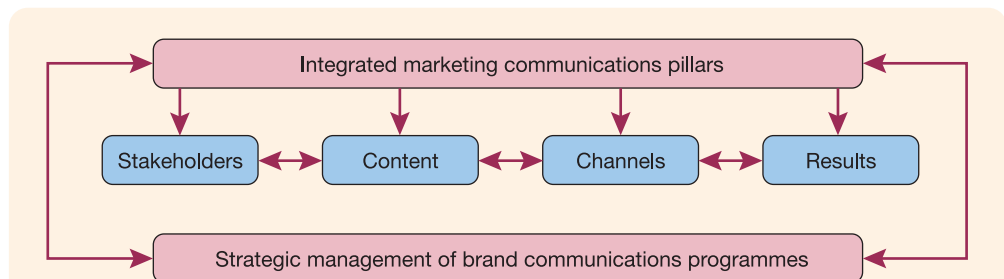 Integrated marketing communications pillars
Stakeholders
Content
Channels
Results
Strategic management of brand communications programmes